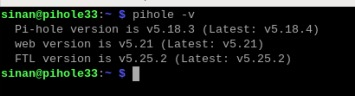 sinan@pihole33:~ $ pihole -v
Pi-hole version is v5.18.3 (Latest: v5.18.4)
web version is v5.21 (Latest: v5.21)
FTL version is v5.25.2 (Latest: v5.25.2)
sinan@pihole33:~ $